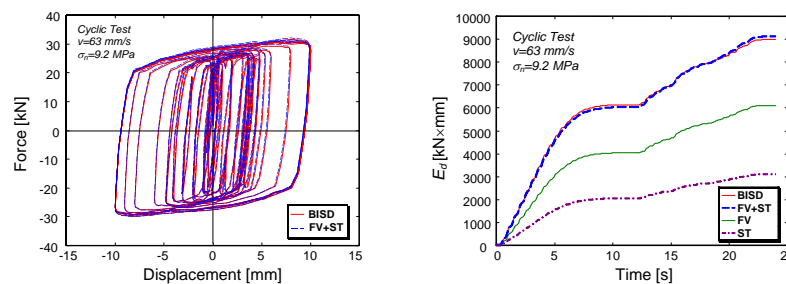 40
30
20
10
0
-10
-20
-30
-40
Force [kN]
Cyclic Test
v=63 mm/s
σn=9.2 MPa
BISD
FV+ST
-15
-10
-5
0
5
10
15
Displacement [mm]
10000
9000
8000
7000
6000
5000
4000
3000
2000
1000
0
Ed [kN×mm]
Cyclic Test
v=63 mm/s
σn=9.2 MPa
BISD
FV+ST
FV
ST
0
5
10
15
20
24
Time [s]